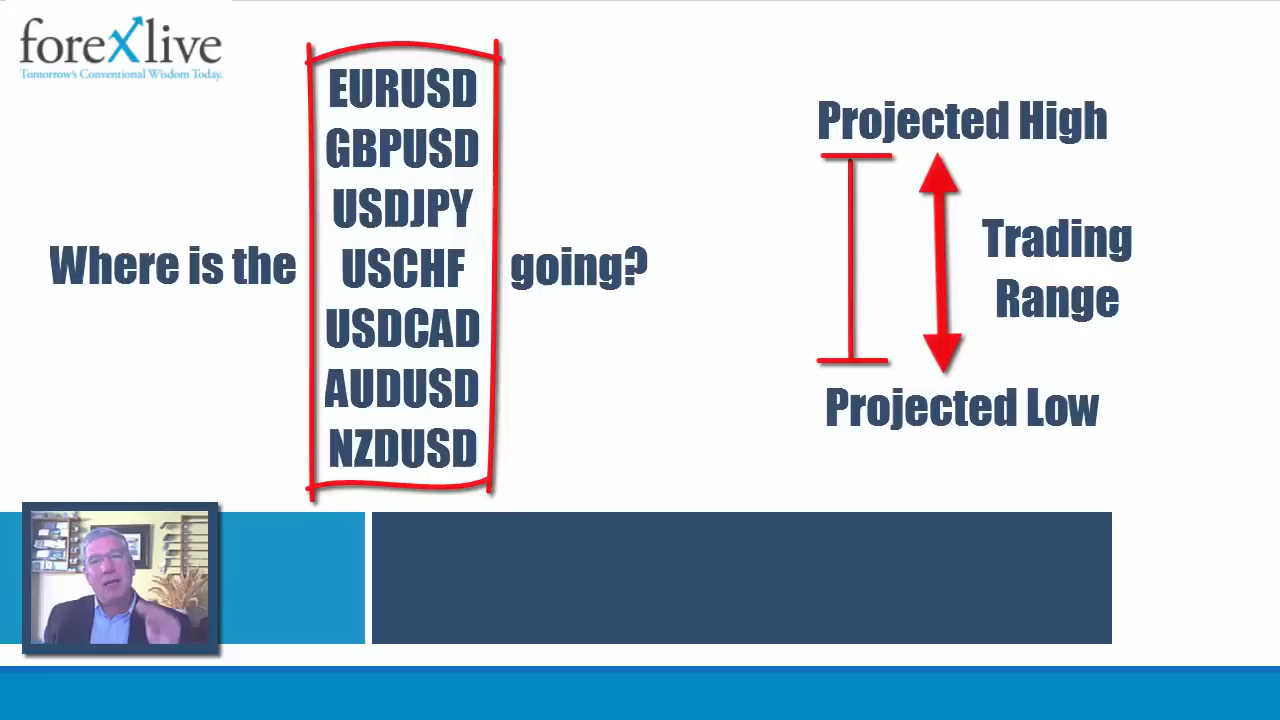 forexlive
Tomorrow's Conventional Wisdom Today.
Where is the
EURUSD
GBPUSD
USDJPY
USCHF
USDCAD
AUDUSD
NZDUSD
going?
Projected High
Trading
Range
Projected Low